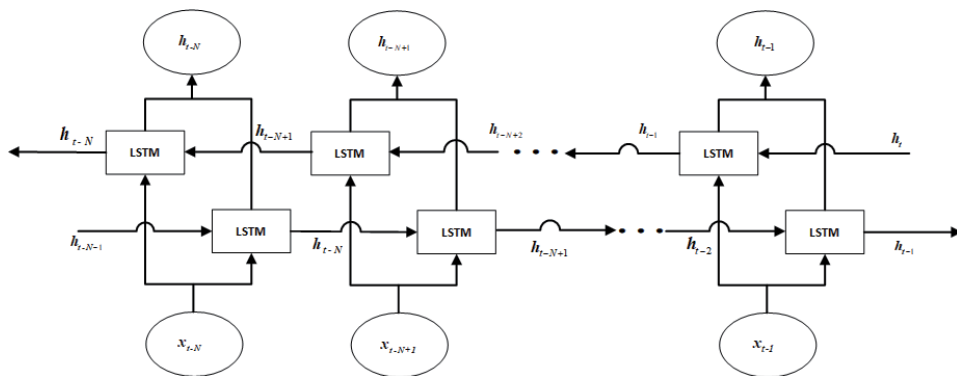 h_{t-N} h_{t-N+1} h_{t-1}
h_{t-N} h_{t-N+1} h_{t-N+2} h_{t-1} h_t
LSTM LSTM ... LSTM
LSTM LSTM ... LSTM
h_{t-N-1} h_{t-N} h_{t-N+1} h_{t-2} h_{t-1}
x_{t-N} x_{t-N+1} x_{t-1}